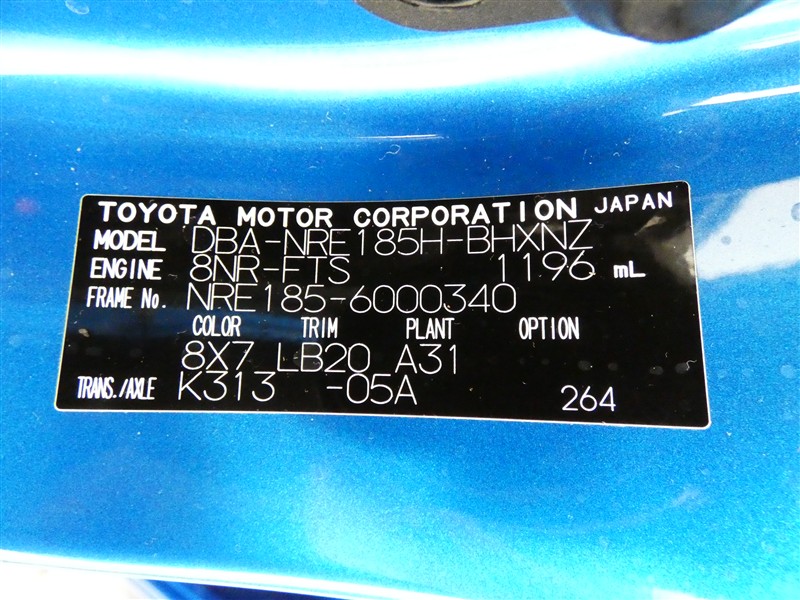 TOYOTA MOTOR CORPORATION JAPAN
MODEL DBA-NRE185H-BHXNZ
ENGINE 8NR-FTS 1196 mL
FRAME No. NRE185-6000340
COLOR TRIM PLANT OPTION
8X7 LB20 A31
TRANS./AXLE K313 -05A 264